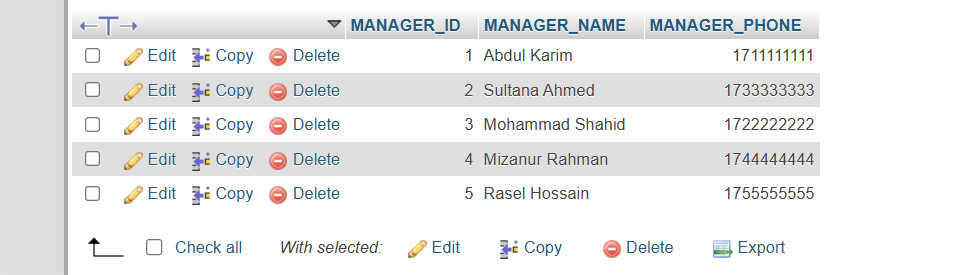 ←T→ MANAGER_ID MANAGER_NAME MANAGER_PHONE
Edit Copy Delete 1 Abdul Karim 1711111111
Edit Copy Delete 2 Sultana Ahmed 1733333333
Edit Copy Delete 3 Mohammad Shahid 1722222222
Edit Copy Delete 4 Mizanur Rahman 1744444444
Edit Copy Delete 5 Rasel Hossain 1755555555
Check all With selected: Edit Copy Delete Export